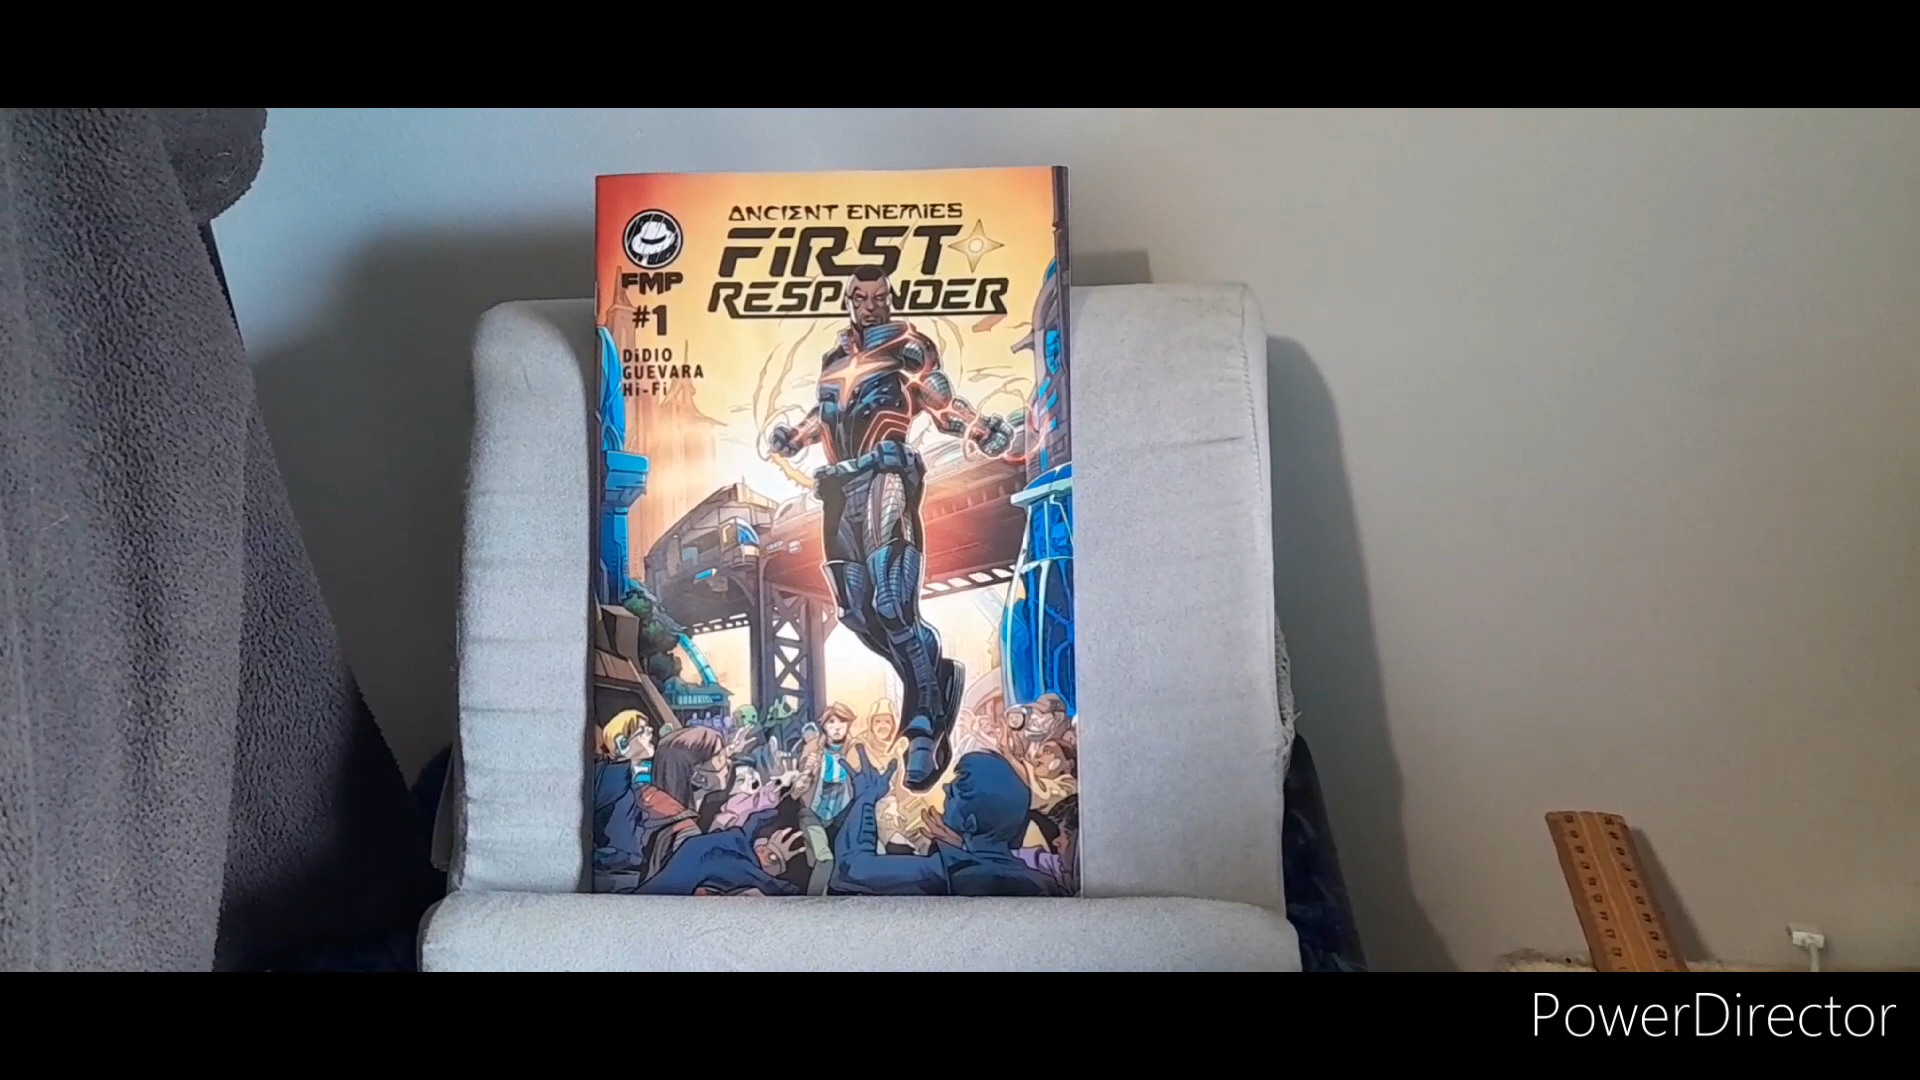 ANCIENT ENEMIES
FiRST
RESPONDER
FMP
#1
DiDIO
GUEVARA
Hi-Fi
PowerDirector